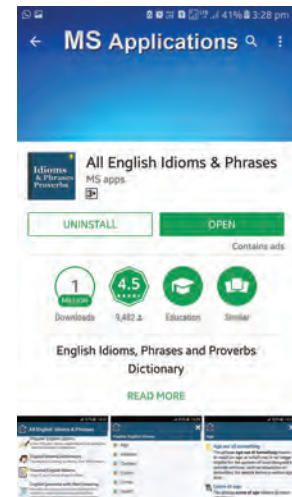 41% 3:28 pm
MS Applications
Idioms
& Phrases
Proverbs
All English Idioms & Phrases
MS apps
3+
UNINSTALL
OPEN
Contains ads
1
MILLION
4.5
Downloads
9,482
Education
Similar
English Idioms, Phrases and Proverbs
Dictionary
READ MORE
All English Idioms & Phrases